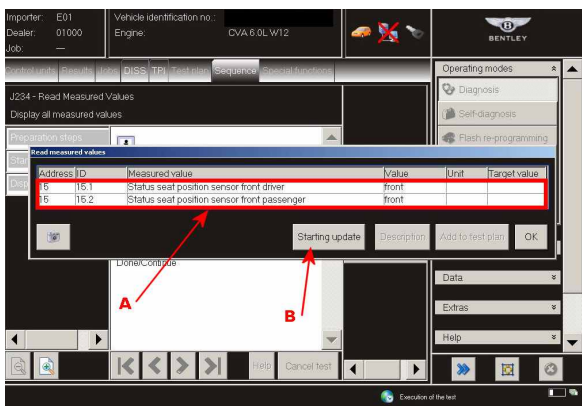 Importer: E01 Vehicle identification no.:
Dealer: 01000 Engine: CVA 6.0L W12
Job: —
BENTLEY
Control units Results Jobs DISS TPI Test plan Sequence Special functions
Operating modes
J234 - Read Measured Values
Display all measured values
Diagnosis
Self-diagnosis
Flash re-programming
Preparation steps
Star
Disp
Read measured values
Address ID Measured value Value Unit Target value
15 15.1 Status seat position sensor front driver front
15 15.2 Status seat position sensor front passenger front
Starting update Description Add to test plan OK
Done/Continue
A
B
Data
Extras
Help
Help Cancel test
Execution of the test